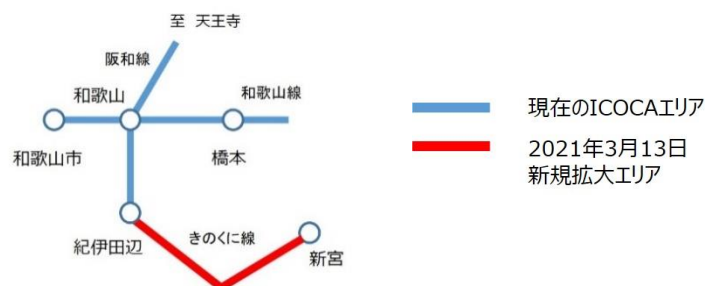 至 天王寺
阪和線
和歌山
和歌山線
和歌山市
橋本
紀伊田辺
きのくに線
新宮
現在のICOCAエリア
2021年3月13日
新規拡大エリア